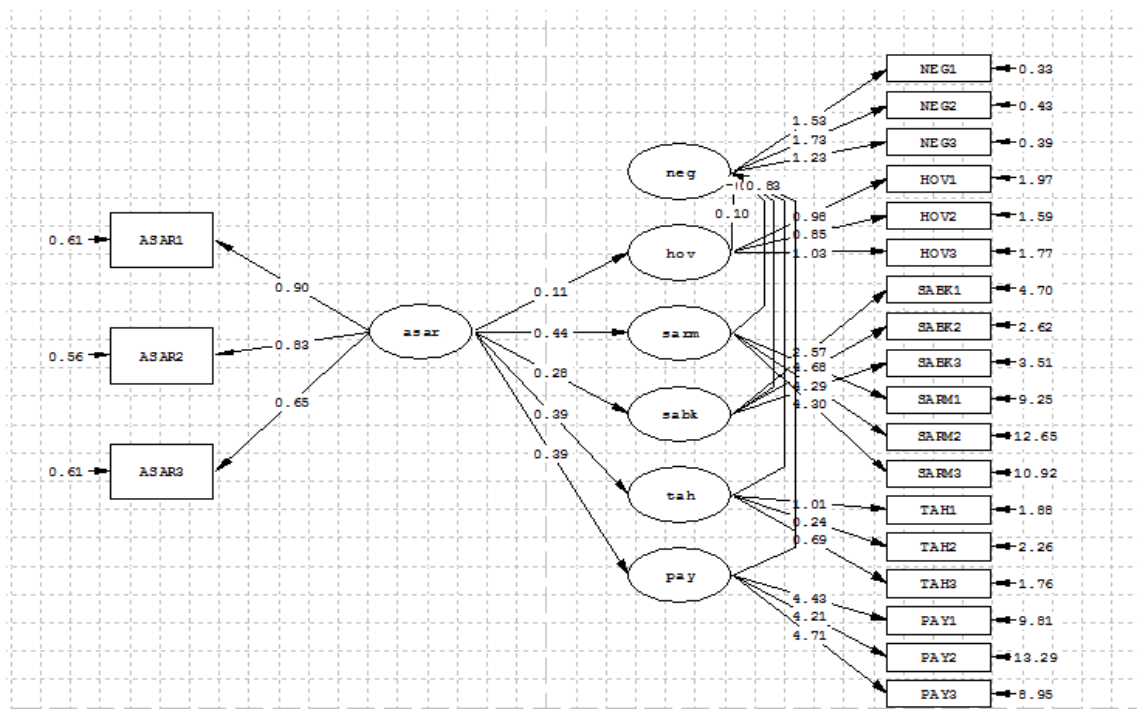 0.61
ASAR1
0.56
ASAR2
0.61
ASAR3
0.90
0.83
0.65
asar
0.11
0.44
0.28
0.39
0.39
neg
hov
sarm
sabk
tah
pay
0.83
0.10
1.53
1.73
1.23
0.98
0.85
1.03
2.57
4.68
4.29
4.30
1.01
0.24
0.69
4.43
4.21
4.71
NEG1 0.33
NEG2 0.43
NEG3 0.39
HOV1 1.97
HOV2 1.59
HOV3 1.77
SABK1 4.70
SABK2 2.62
SABK3 3.51
SARM1 9.25
SARM2 12.65
SARM3 10.92
TAH1 1.88
TAH2 2.26
TAH3 1.76
PAY1 9.81
PAY2 13.29
PAY3 8.95